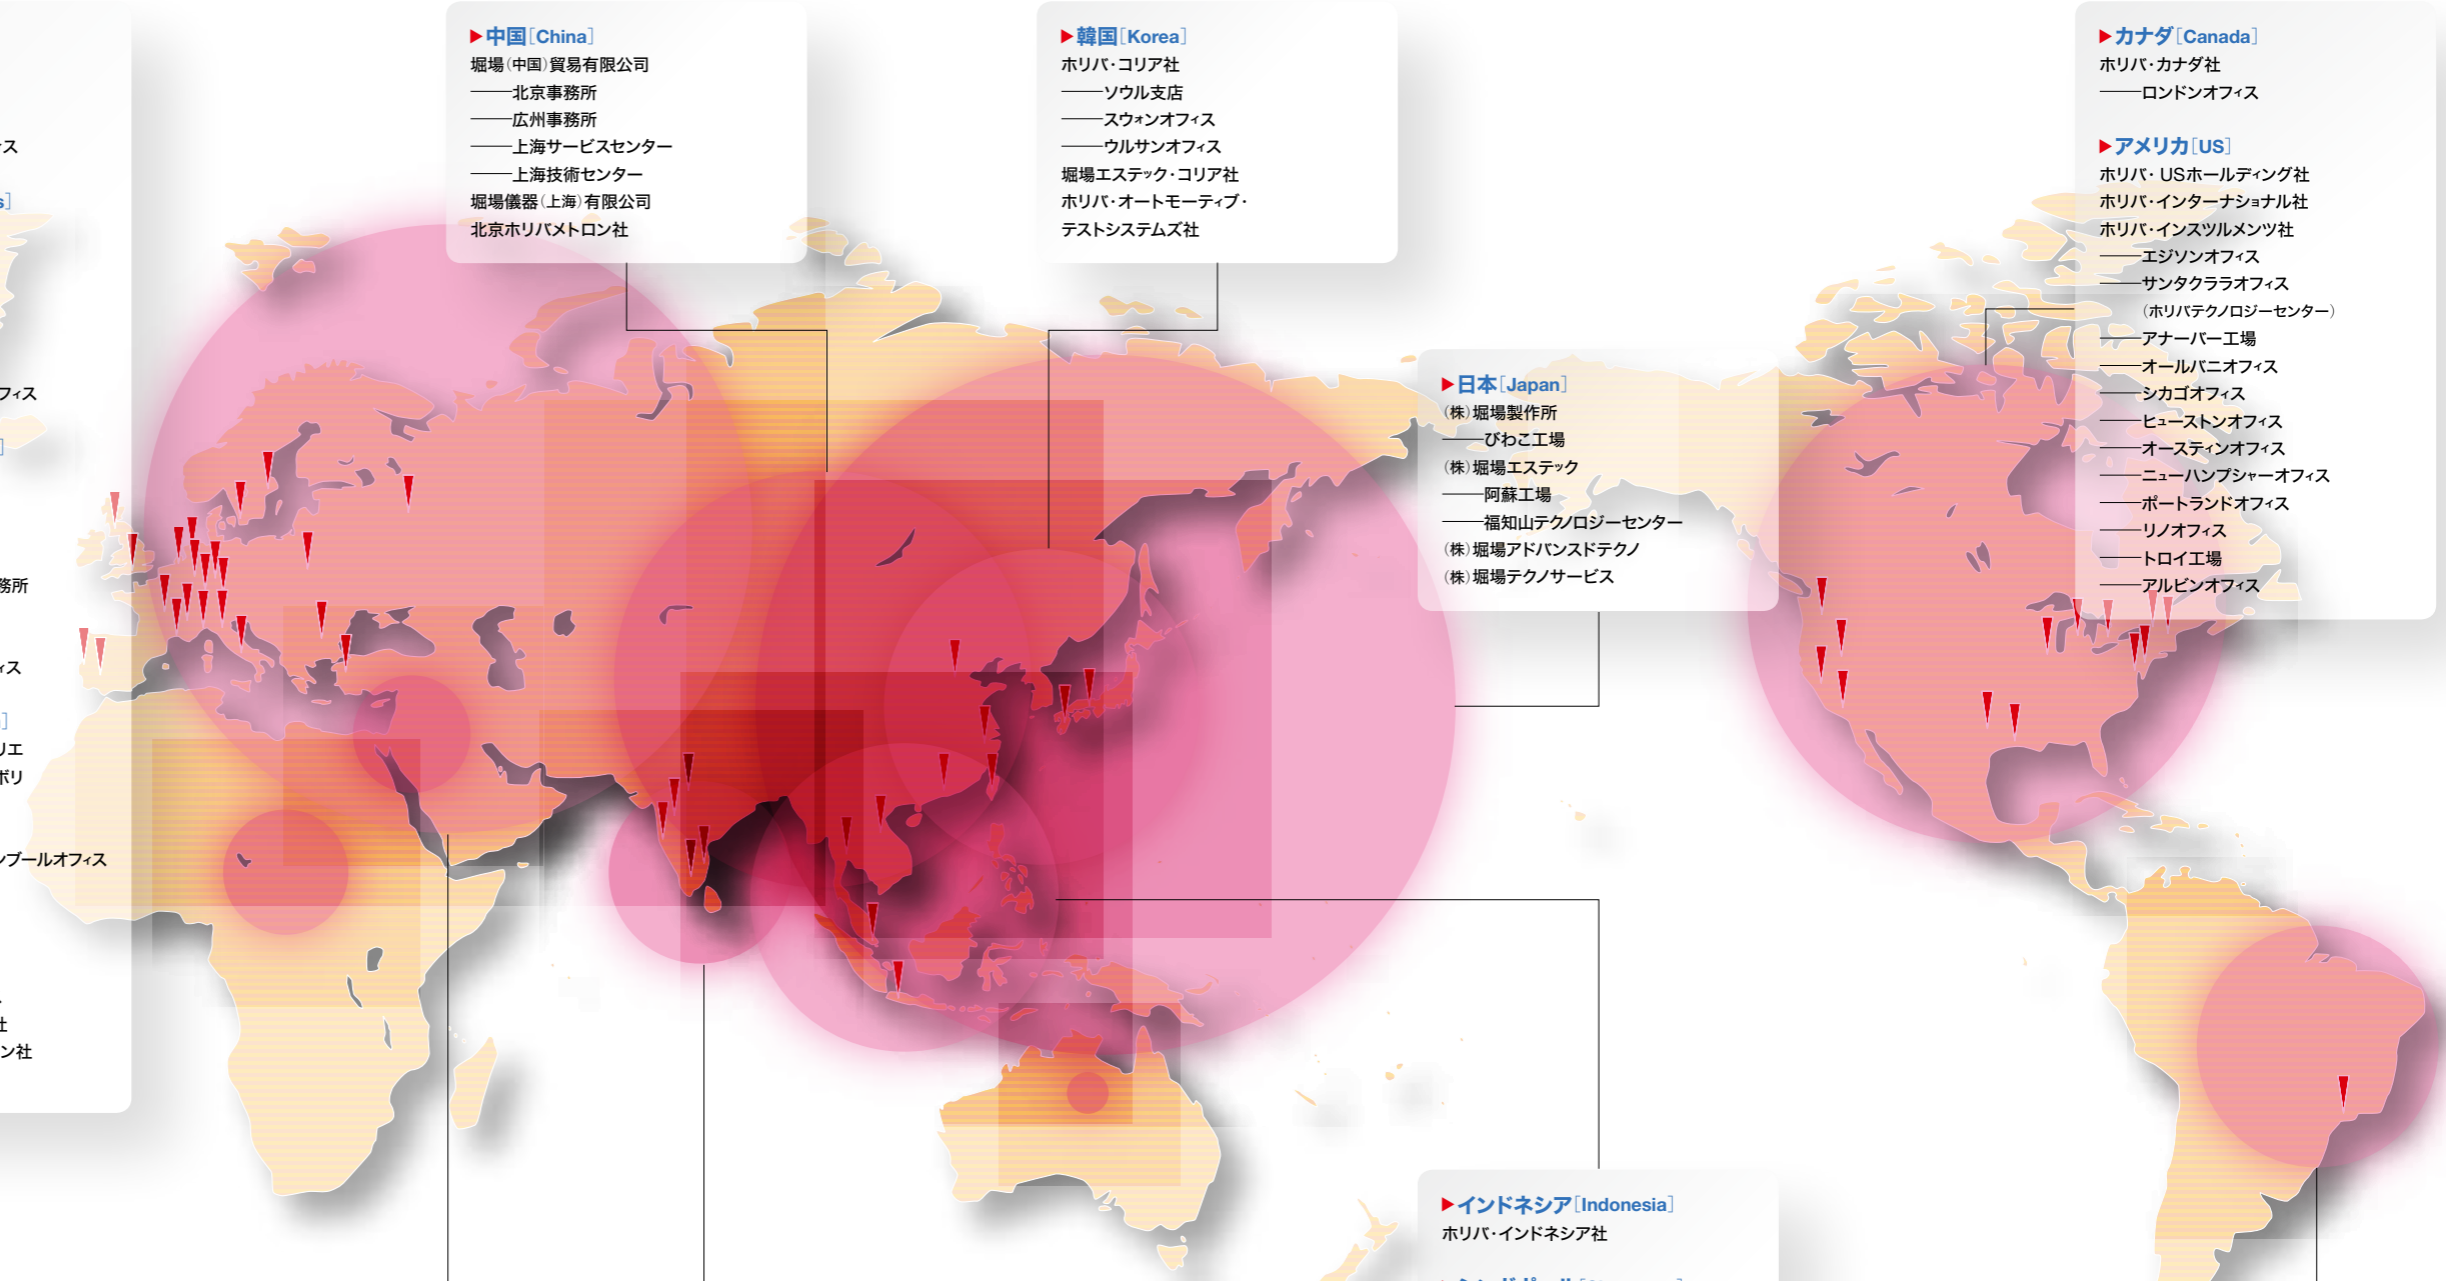 ィス
s]
フィス
]
務所
ィス
]
リエ
ボリ
ンブールオフィス
社
ン社
▶中国[China]
堀場(中国)貿易有限公司
――北京事務所
――広州事務所
――上海サービスセンター
――上海技術センター
堀場儀器(上海)有限公司
北京ホリバメトロン社
▶韓国[Korea]
ホリバ・コリア社
――ソウル支店
――スウォンオフィス
――ウルサンオフィス
堀場エステック・コリア社
ホリバ・オートモーティブ・
テストシステムズ社
▶日本[Japan]
(株)堀場製作所
――びわこ工場
(株)堀場エステック
――阿蘇工場
――福知山テクノロジーセンター
(株)堀場アドバンスドテクノ
(株)堀場テクノサービス
▶カナダ[Canada]
ホリバ・カナダ社
――ロンドンオフィス
▶アメリカ[US]
ホリバ・USホールディング社
ホリバ・インターナショナル社
ホリバ・インスツルメンツ社
――エジソンオフィス
――サンタクララオフィス
(ホリバテクノロジーセンター)
――アナーバー工場
――オールバニオフィス
――シカゴオフィス
――ヒューストンオフィス
――オースティンオフィス
――ニューハンプシャーオフィス
――ポートランドオフィス
――リノオフィス
――トロイ工場
――アルビンオフィス
▶インドネシア[Indonesia]
ホリバ・インドネシア社